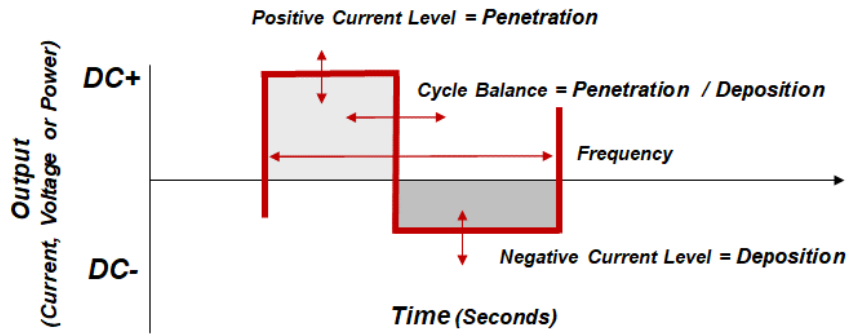 Positive Current Level = Penetration
DC+
Cycle Balance = Penetration / Deposition
Frequency
Output
(Current, Voltage or Power)
DC-
Negative Current Level = Deposition
Time (Seconds)